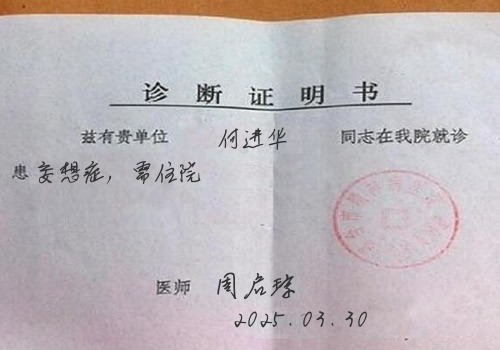 诊断证明书
兹有贵单位 何进华 同志在我院就诊
患妄想症，需住院
医师 周启琼
2025.03.30